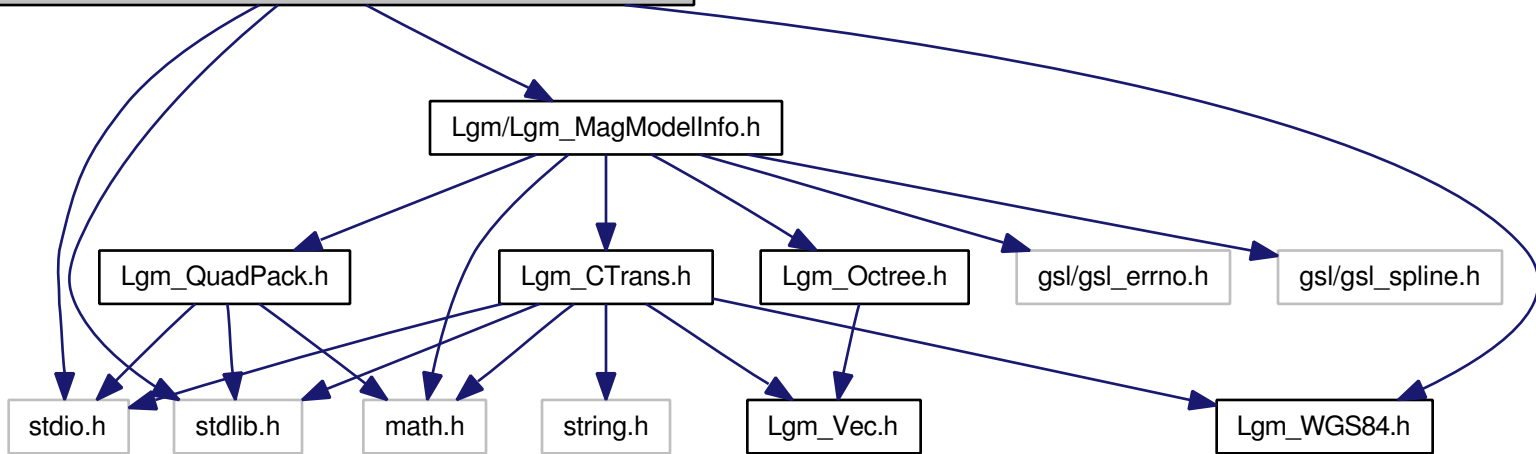 Lgm/Lgm_MagModelInfo.h
Lgm_QuadPack.h
Lgm_CTrans.h
Lgm_Octree.h
gsl/gsl_errno.h
gsl/gsl_spline.h
stdio.h
stdlib.h
math.h
string.h
Lgm_Vec.h
Lgm_WGS84.h